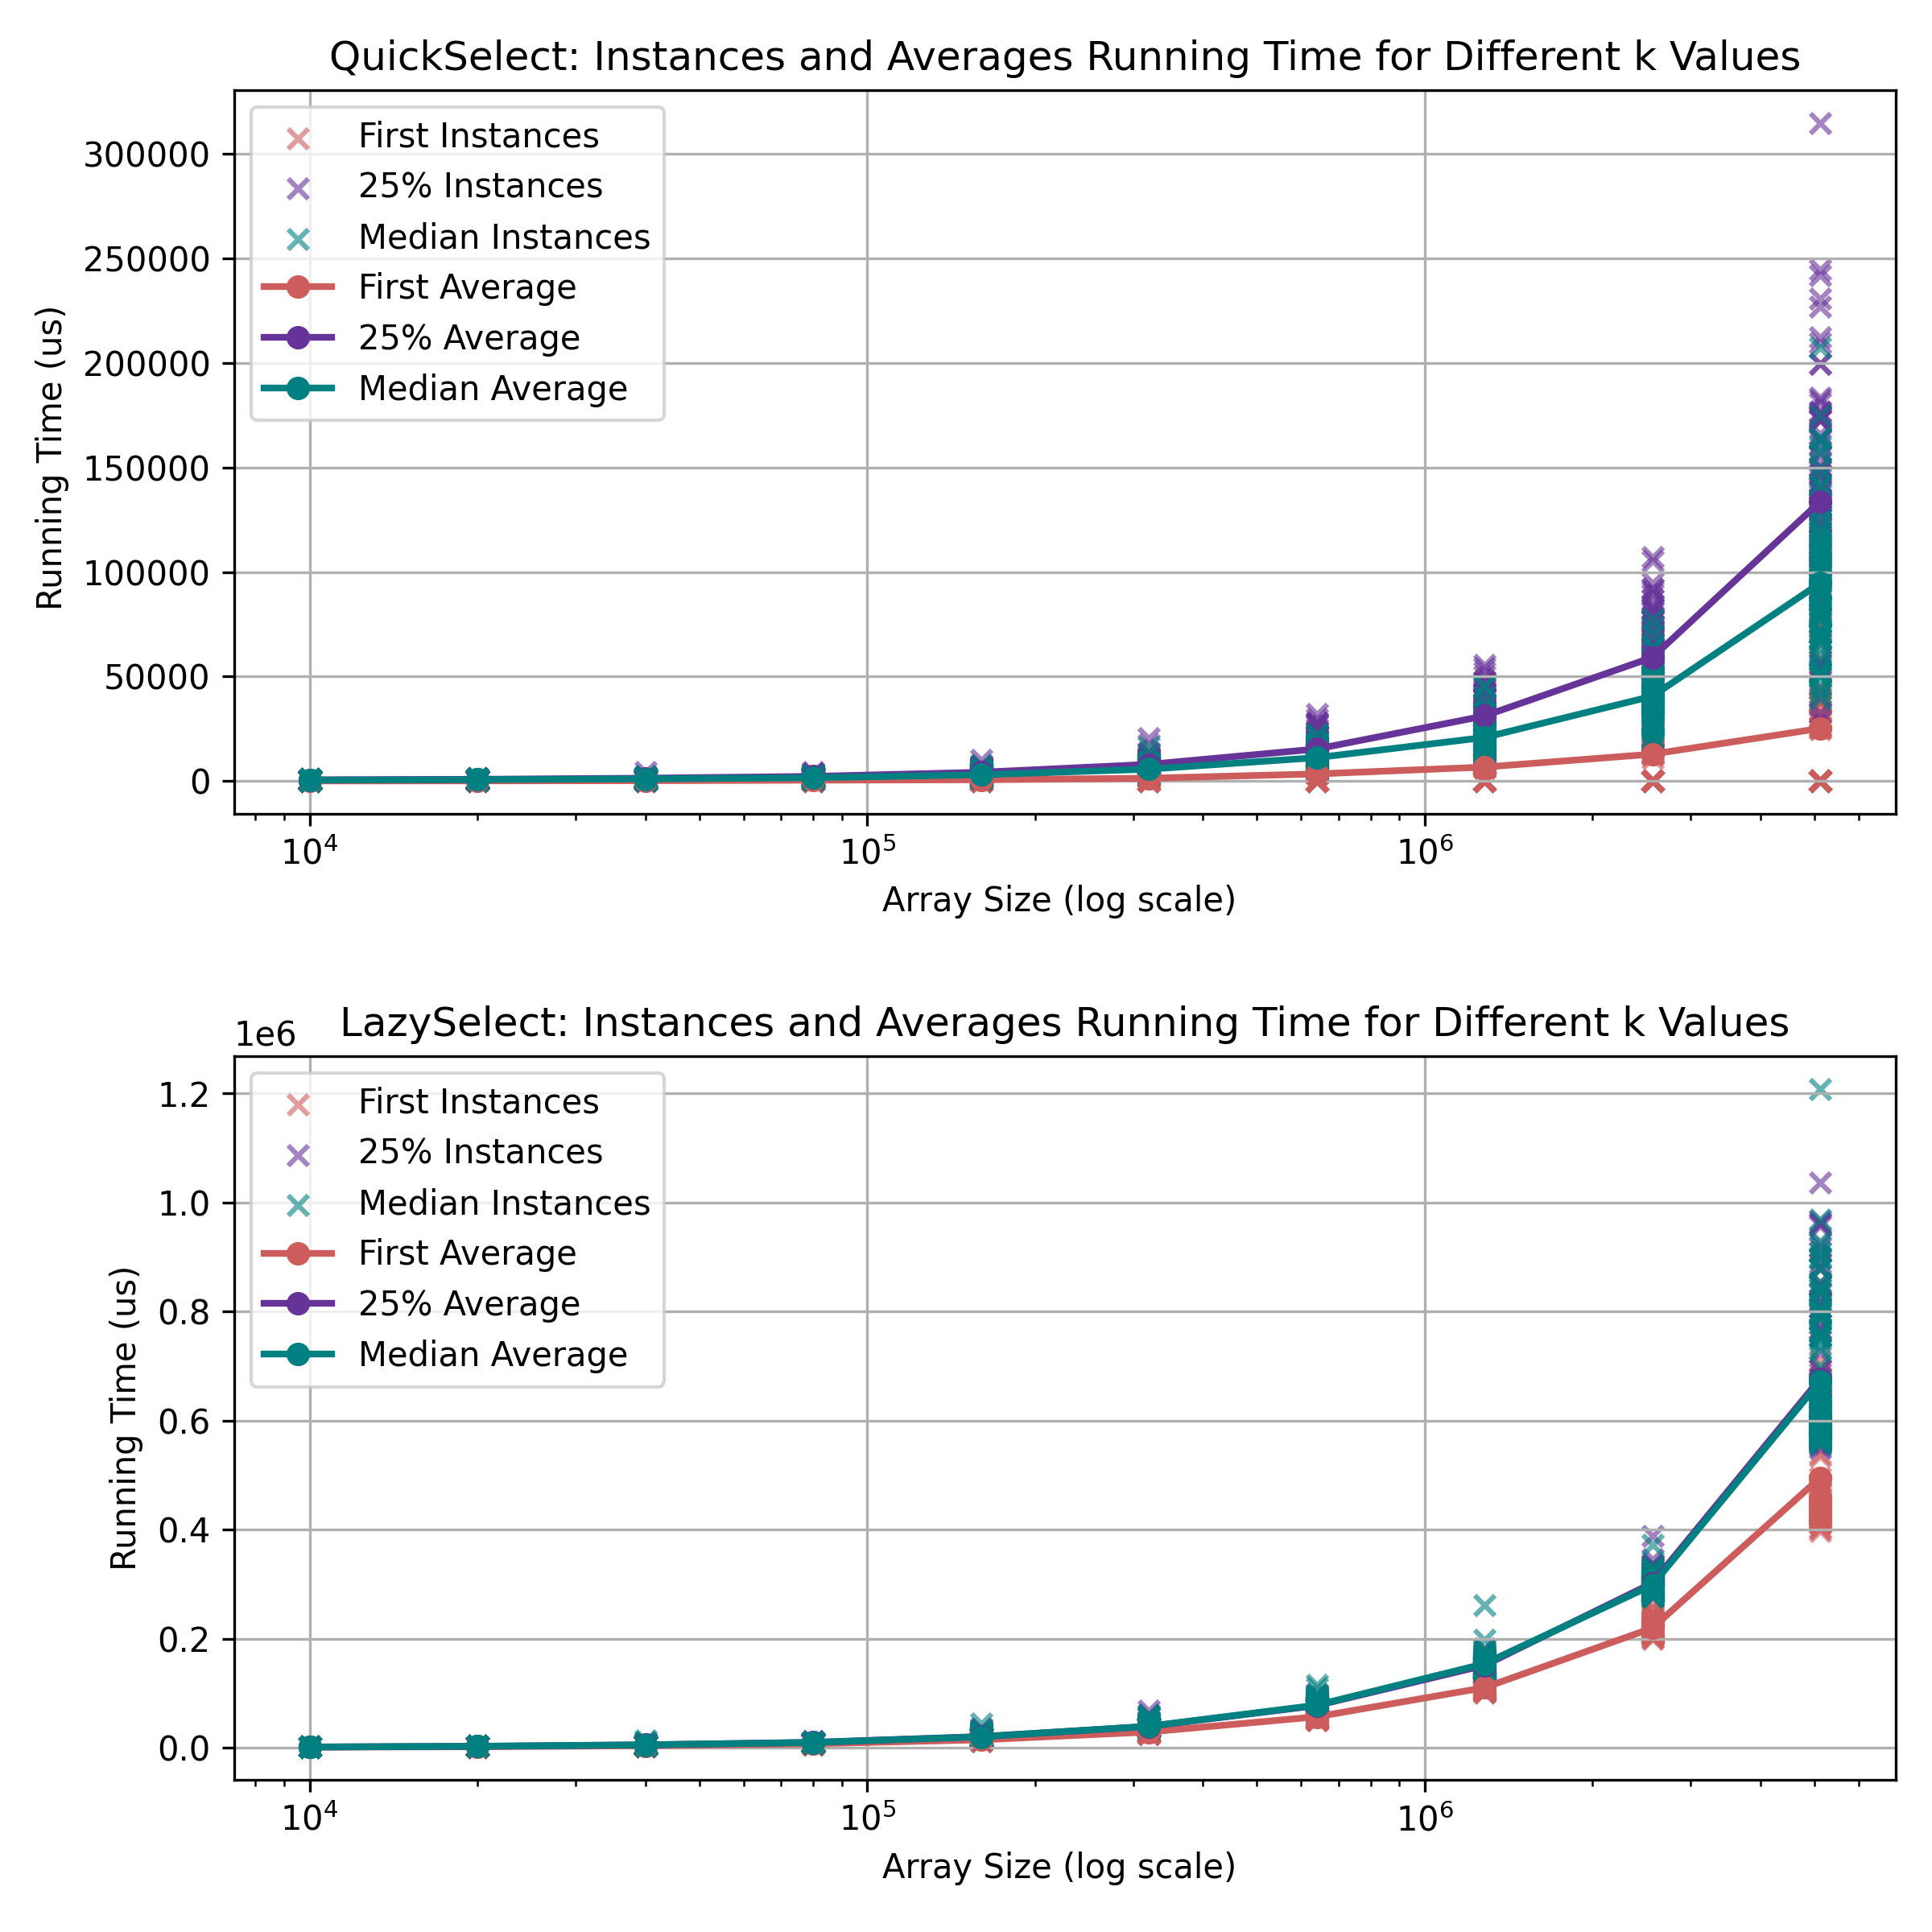 QuickSelect: Instances and Averages Running Time for Different k Values
First Instances
25% Instances
Median Instances
First Average
25% Average
Median Average
300000
250000
200000
150000
100000
50000
0
Running Time (us)
10⁴
10⁵
10⁶
Array Size (log scale)
LazySelect: Instances and Averages Running Time for Different k Values
1e6
First Instances
25% Instances
Median Instances
First Average
25% Average
Median Average
1.2
1.0
0.8
0.6
0.4
0.2
0.0
Running Time (us)
10⁴
10⁵
10⁶
Array Size (log scale)